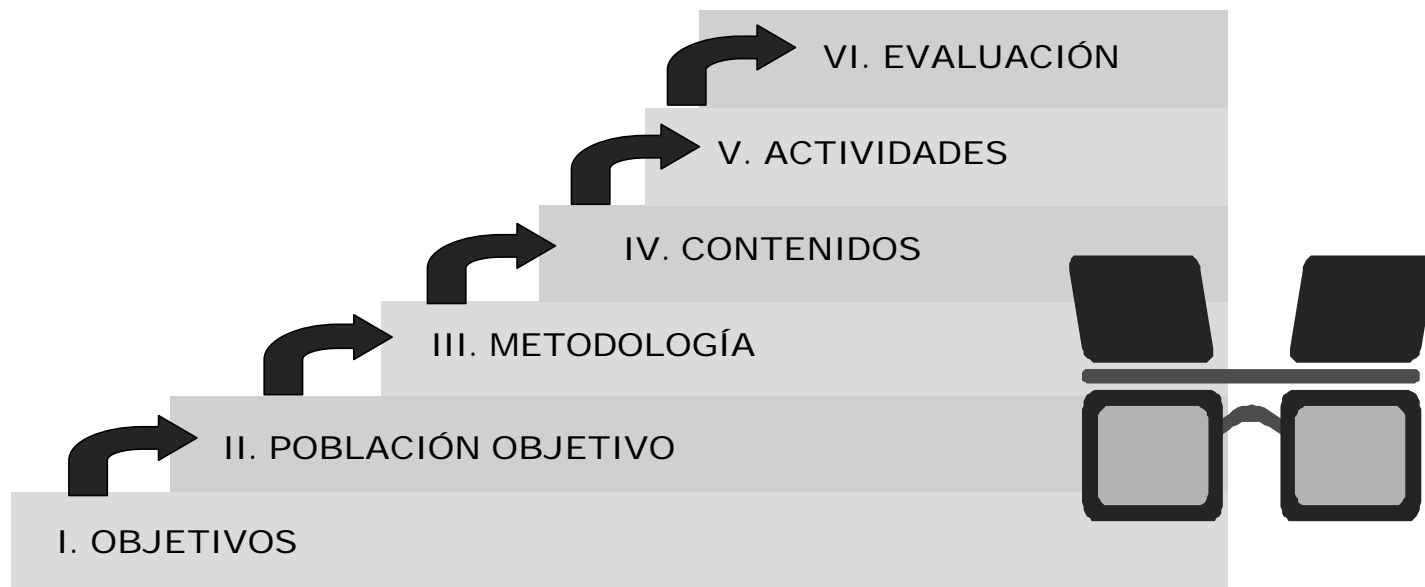 VI. EVALUACIÓN
V. ACTIVIDADES
IV. CONTENIDOS
III. METODOLOGÍA
II. POBLACIÓN OBJETIVO
I. OBJETIVOS